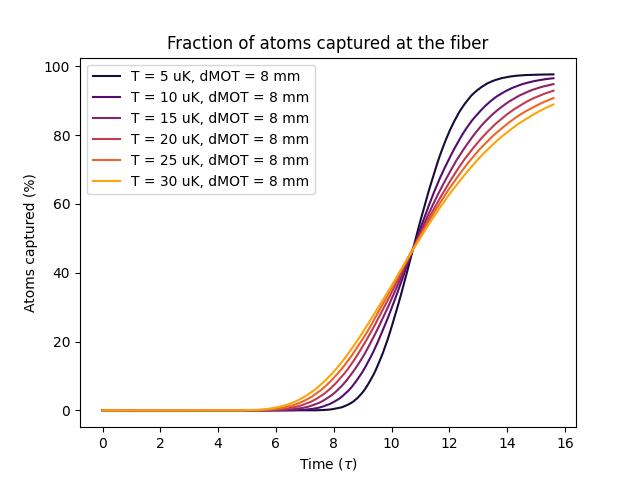 Fraction of atoms captured at the fiber
100
80
60
40
20
0
Atoms captured (%)
T = 5 uK, dMOT = 8 mm
T = 10 uK, dMOT = 8 mm
T = 15 uK, dMOT = 8 mm
T = 20 uK, dMOT = 8 mm
T = 25 uK, dMOT = 8 mm
T = 30 uK, dMOT = 8 mm
0 2 4 6 8 10 12 14 16
Time (τ)